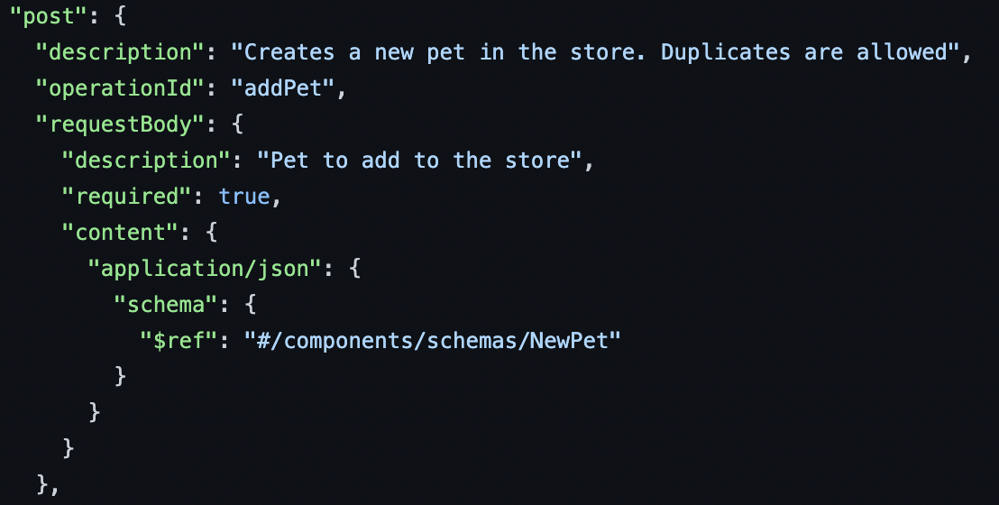 "post": {
  "description": "Creates a new pet in the store. Duplicates are allowed",
  "operationId": "addPet",
  "requestBody": {
    "description": "Pet to add to the store",
    "required": true,
    "content": {
      "application/json": {
        "schema": {
          "$ref": "#/components/schemas/NewPet"
        }
      }
    }
  },